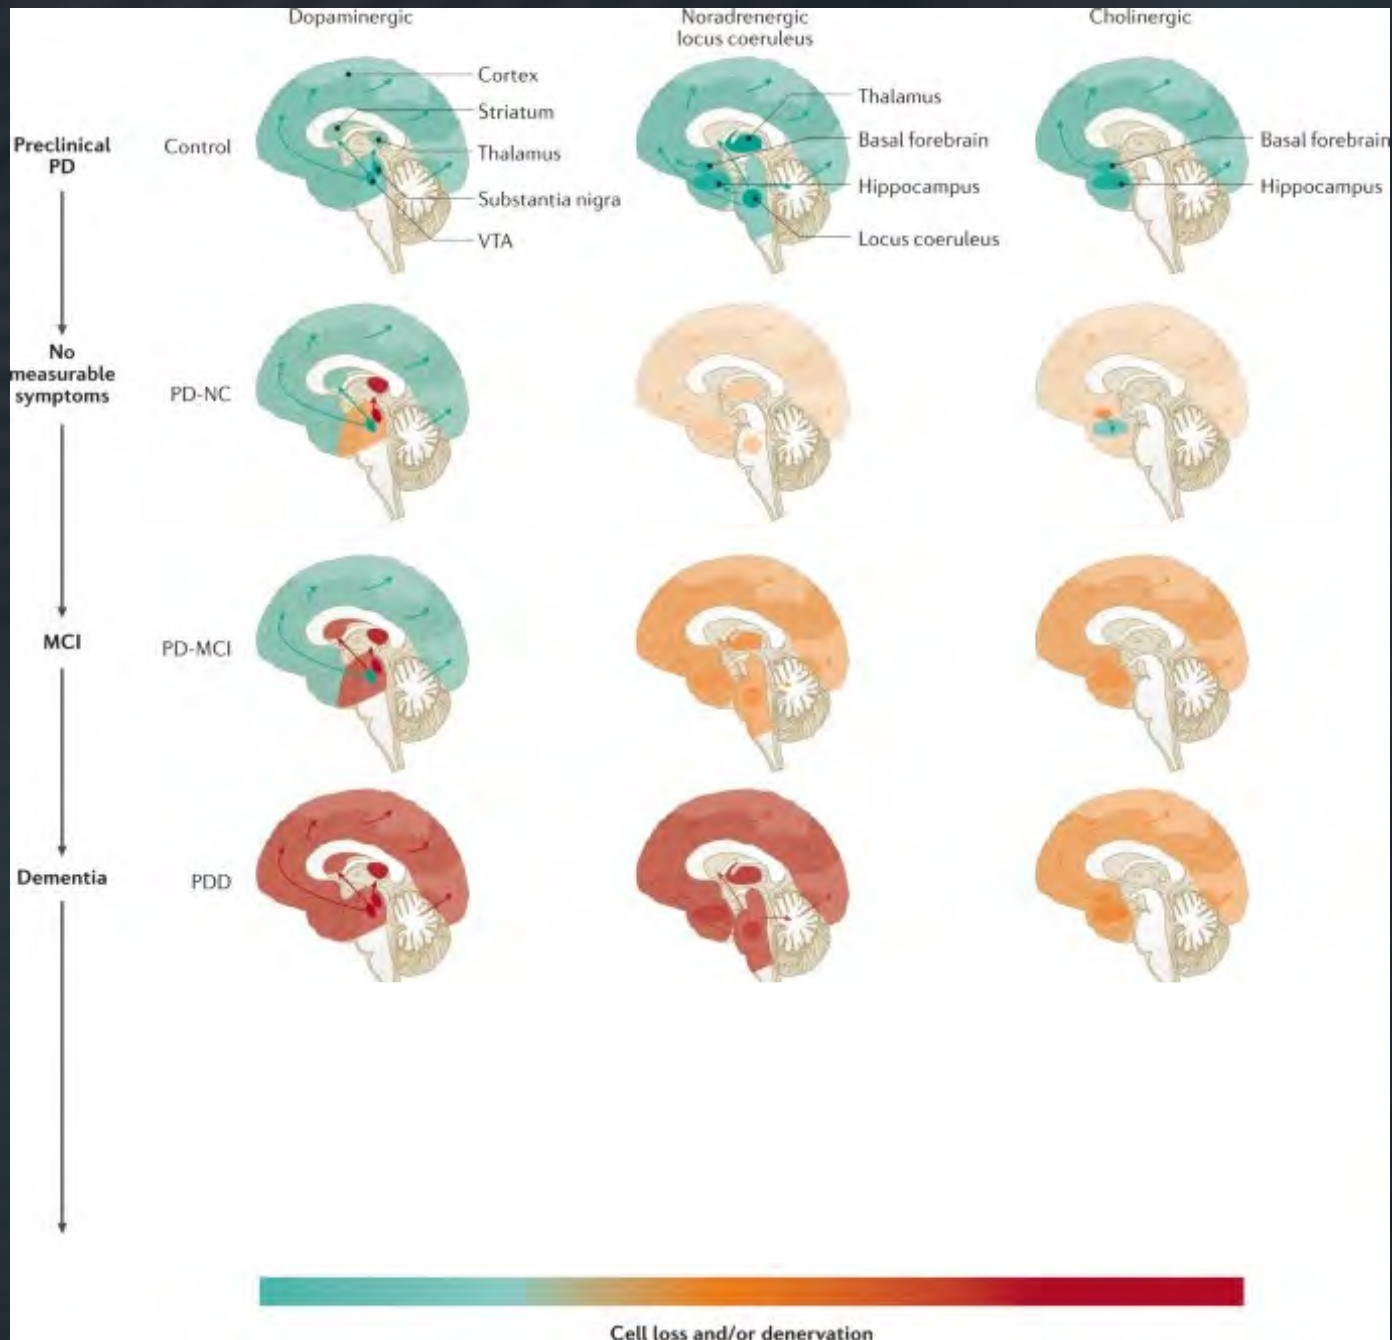 Dopaminergic
Noradrenergic
locus coeruleus
Cholinergic
Preclinical
PD
Control
Cortex
Striatum
Thalamus
Substantia nigra
VTA
Thalamus
Basal forebrain
Hippocampus
Locus coeruleus
Basal forebrain
Hippocampus
No
measurable
symptoms
PD-NC
MCI
PD-MCI
Dementia
PDD
Cell loss and/or denervation